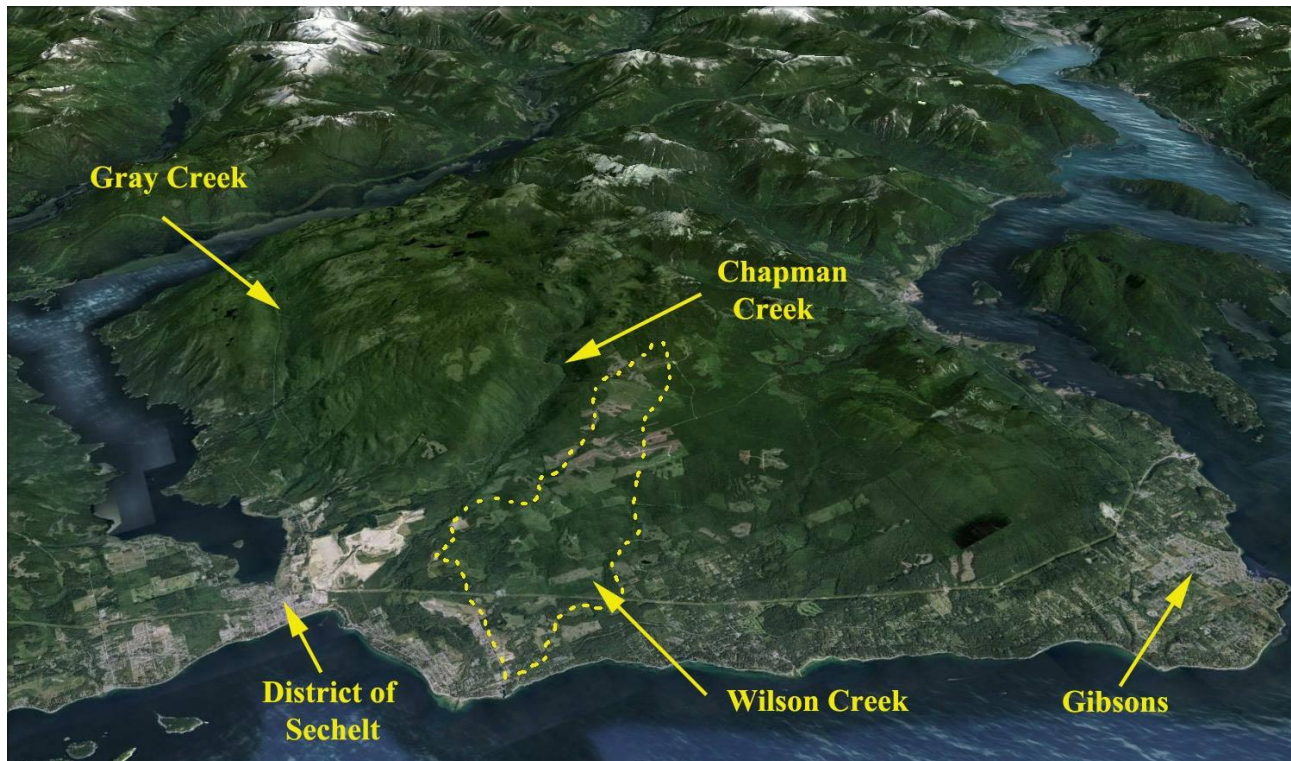 Gray Creek
Chapman
Creek
District of
Sechelt
Wilson Creek
Gibsons